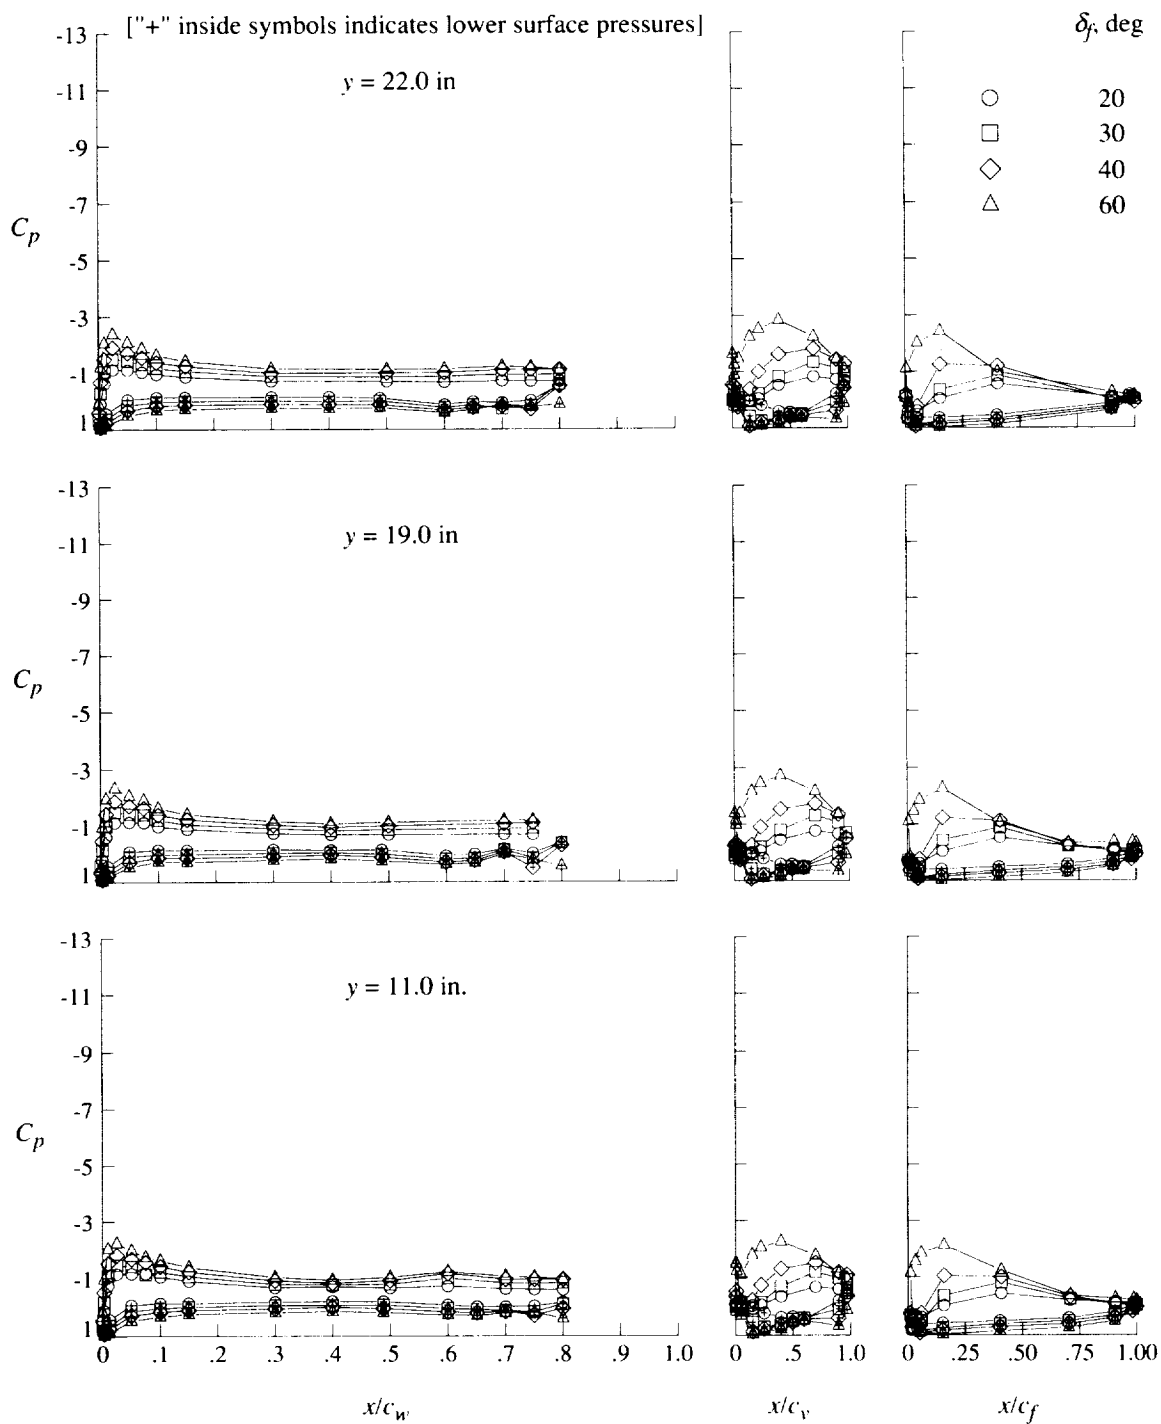 ["+" inside symbols indicates lower surface pressures]
δf, deg
20
30
40
60
y = 22.0 in
-13
-11
-9
-7
-5
-3
-1
1
Cp
y = 19.0 in
-13
-11
-9
-7
-5
-3
-1
1
Cp
y = 11.0 in.
-13
-11
-9
-7
-5
-3
-1
1
Cp
0 .1 .2 .3 .4 .5 .6 .7 .8 .9 1.0
x/cw
0 .5 1.0
x/cv
0 .25 .50 .75 1.00
x/cf